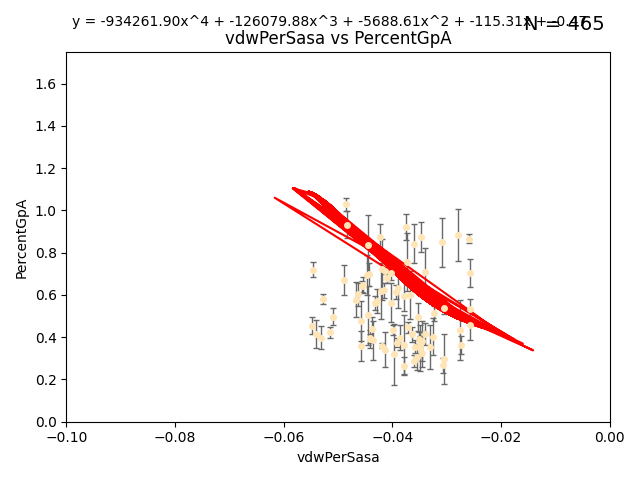 y = -934261.90x^4 + -126079.88x^3 + -5688.61x^2 + -115.31x + -0.47
N = 465
vdwPerSasa vs PercentGpA
1.6
1.4
1.2
1.0
0.8
0.6
0.4
0.2
0.0
PercentGpA
−0.10 −0.08 −0.06 −0.04 −0.02 0.00
vdwPerSasa